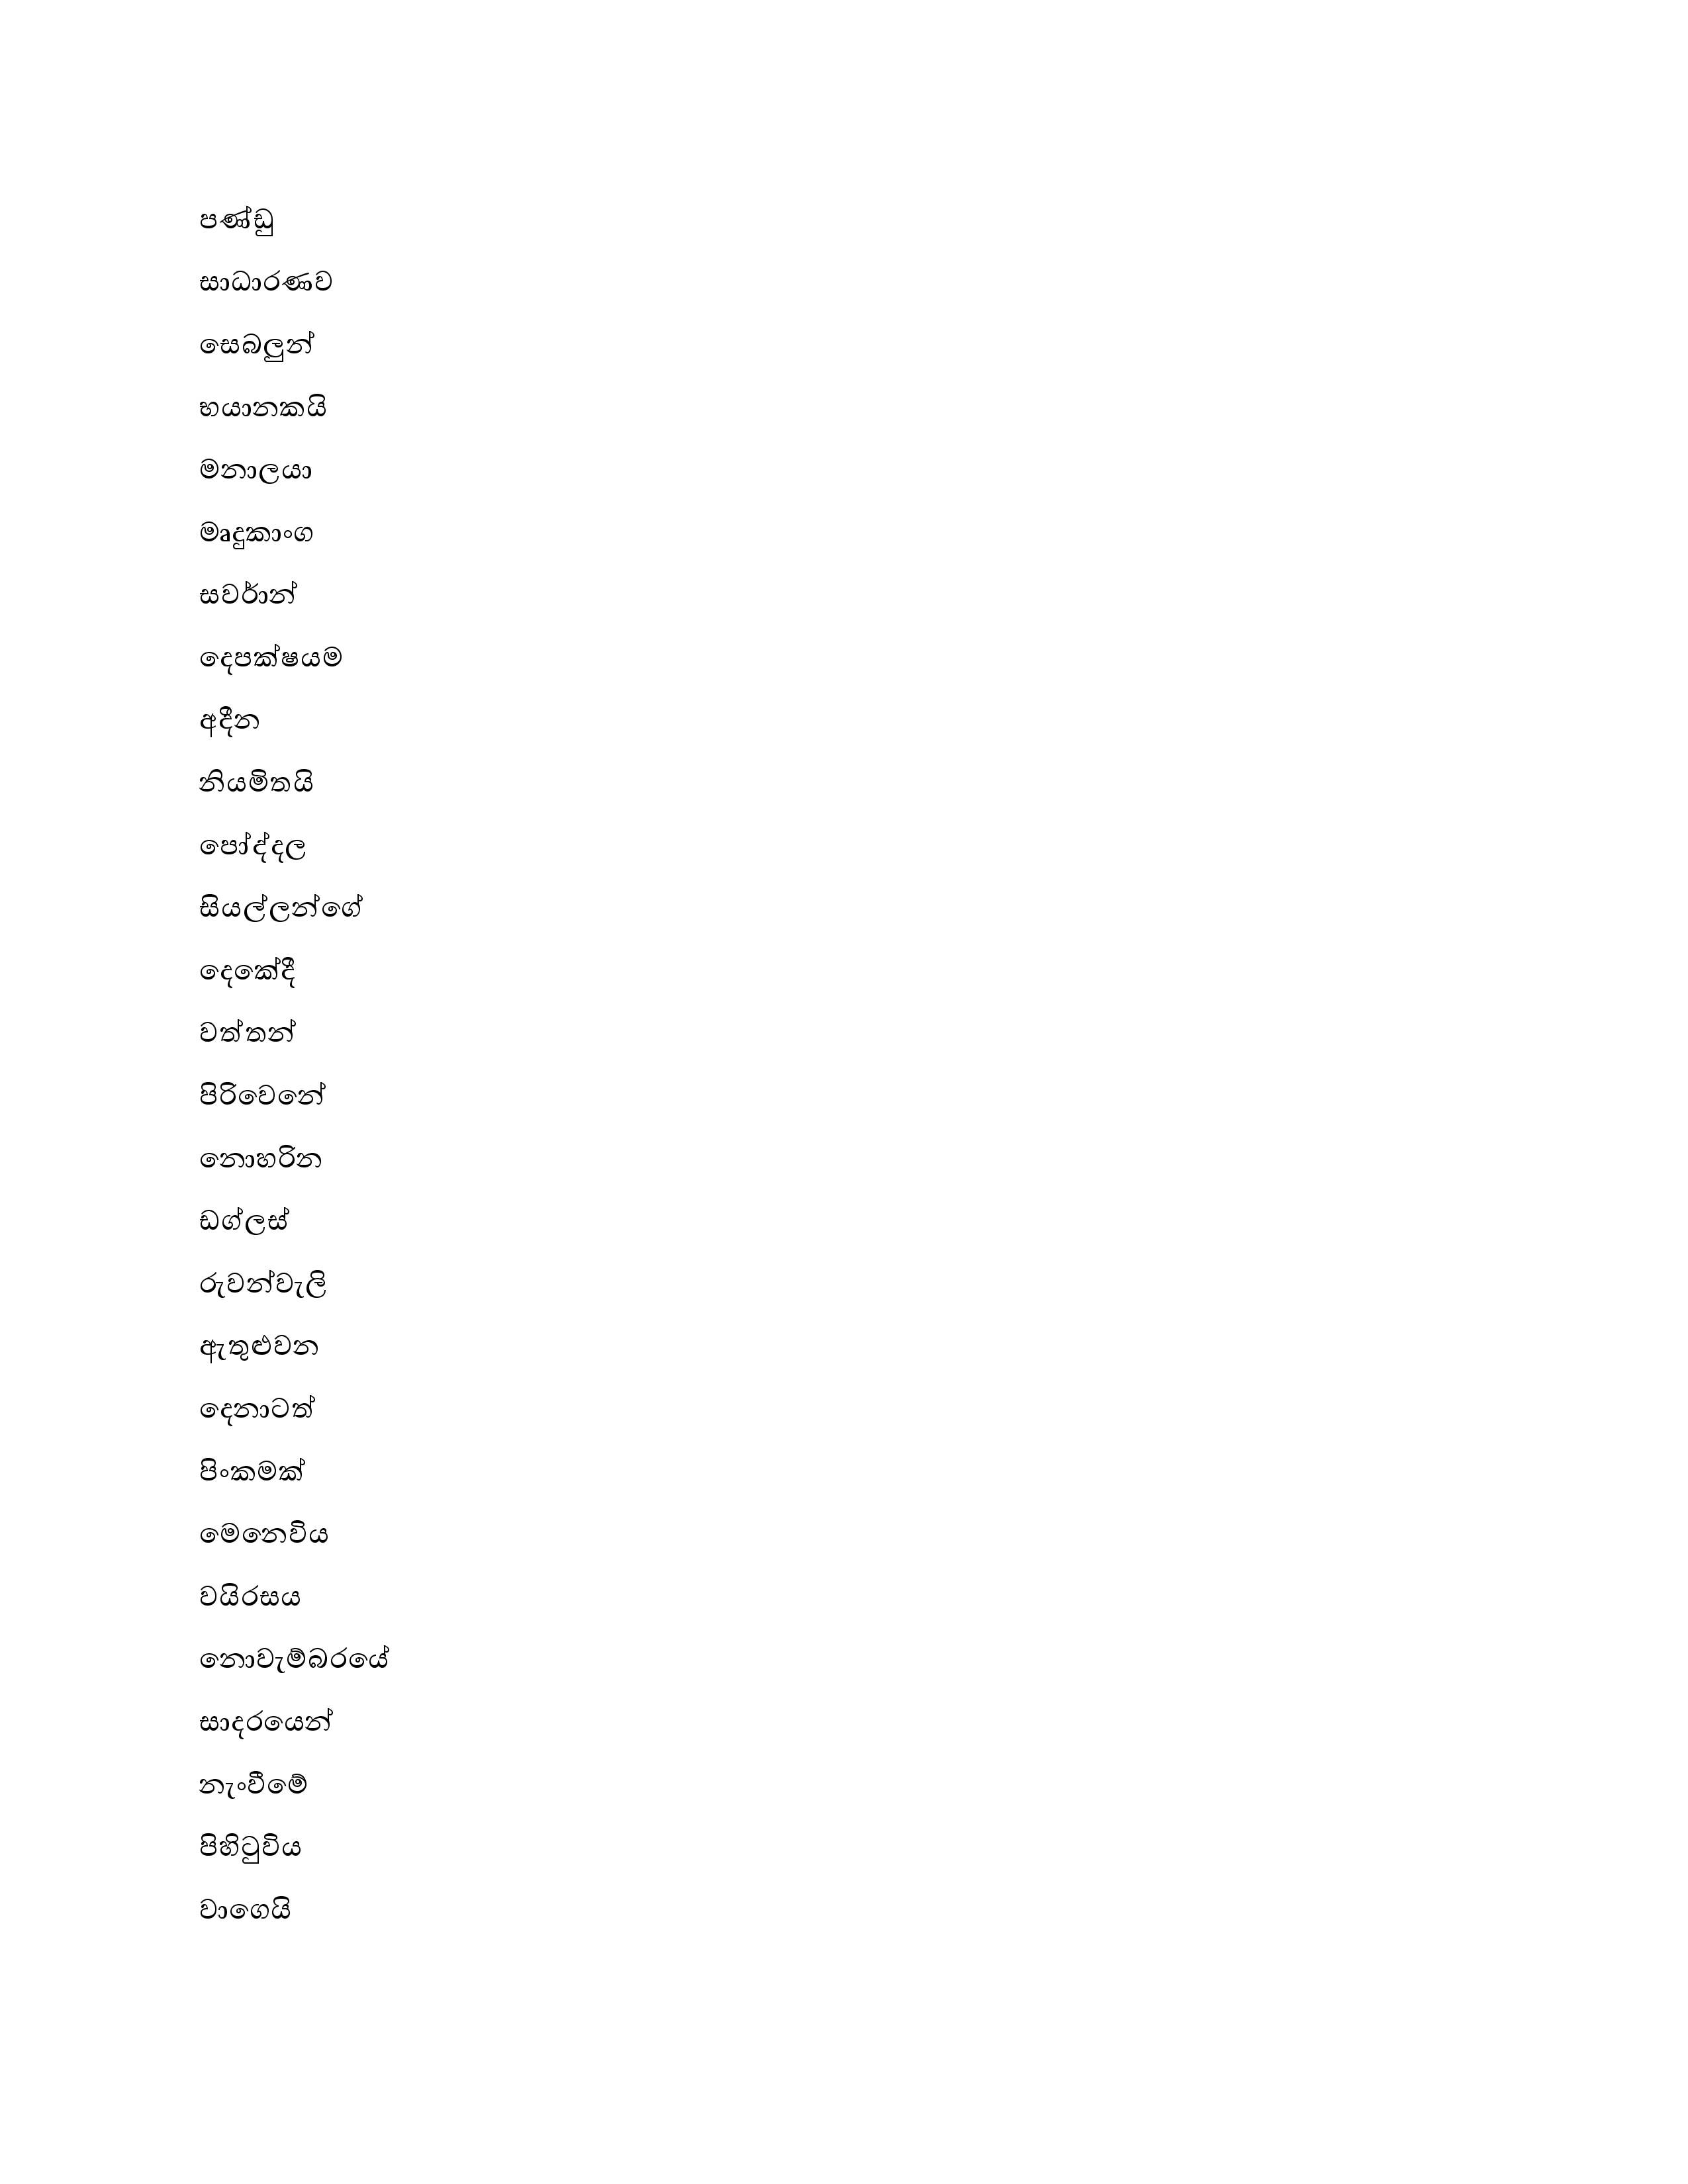 පණ්ඩු
සාධාරණව
සෙබලුන්
භයානකයි
මනාලයා
මෘදුකාංග
සර්වාන්
දෙපක්ෂයම
අදීන
නියමිතයි
පෝද්දල
සියල්ලන්ගේ
දෙකේදී
වත්තන්
පිරිවෙනේ
නොහරින
ඩග්ලස්
රුවන්වැලි
ඇතුළුවන
දෙනාටත්
පිංකමක්
මෙනෙවිය
වයිරසය
නොවැම්බරයේ
සාදරයෙන්
නැංවීමේ
පිහිටුවිය
වාගෙයි